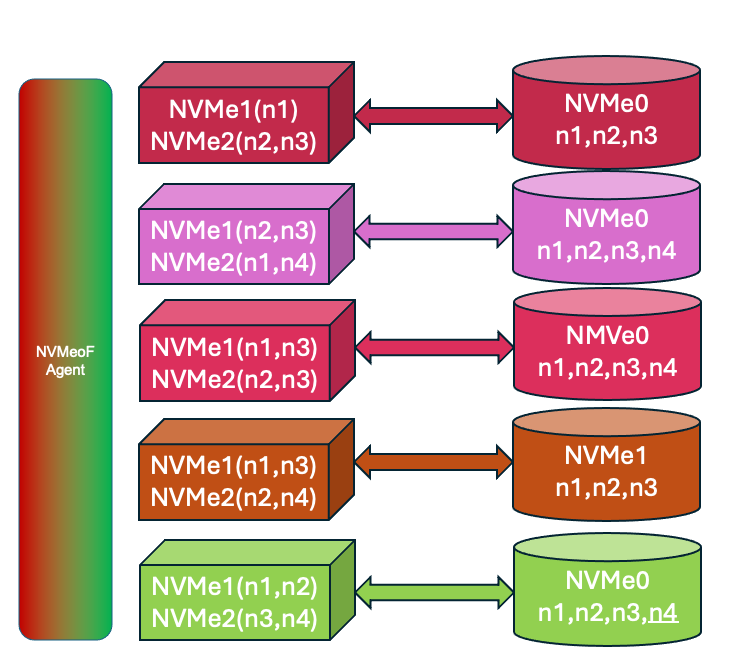 NVMeoF
Agent
NVMe1(n1)
NVMe2(n2,n3)
NVMe0
n1,n2,n3
NVMe1(n2,n3)
NVMe2(n1,n4)
NVMe0
n1,n2,n3,n4
NVMe1(n1,n3)
NVMe2(n2,n3)
NMVe0
n1,n2,n3,n4
NVMe1(n1,n3)
NVMe2(n2,n4)
NVMe1
n1,n2,n3
NVMe1(n1,n2)
NVMe2(n3,n4)
NVMe0
n1,n2,n3,n4